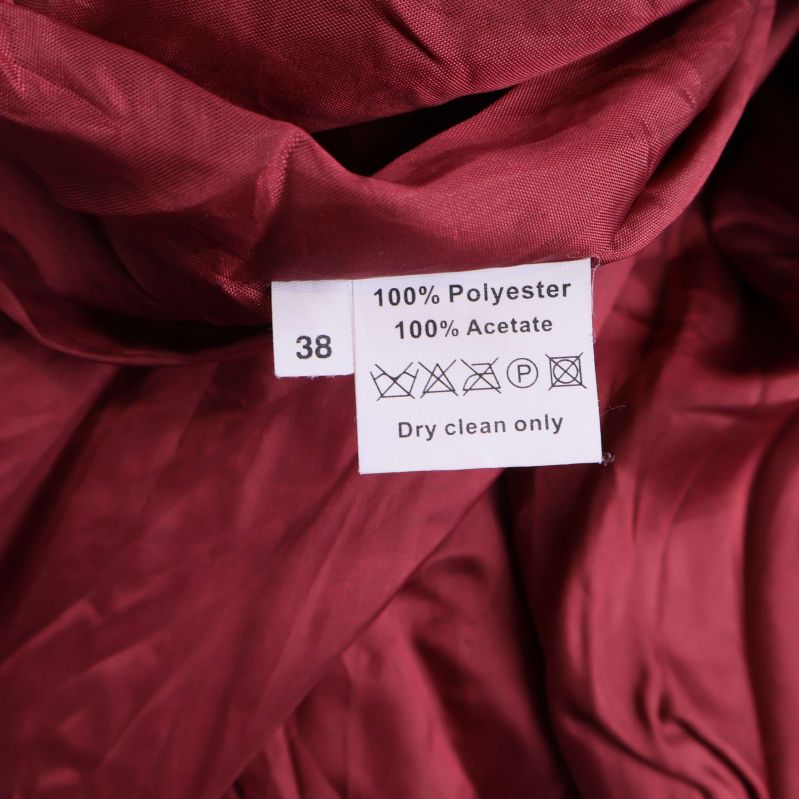 38
100% Polyester
100% Acetate
P
Dry clean only